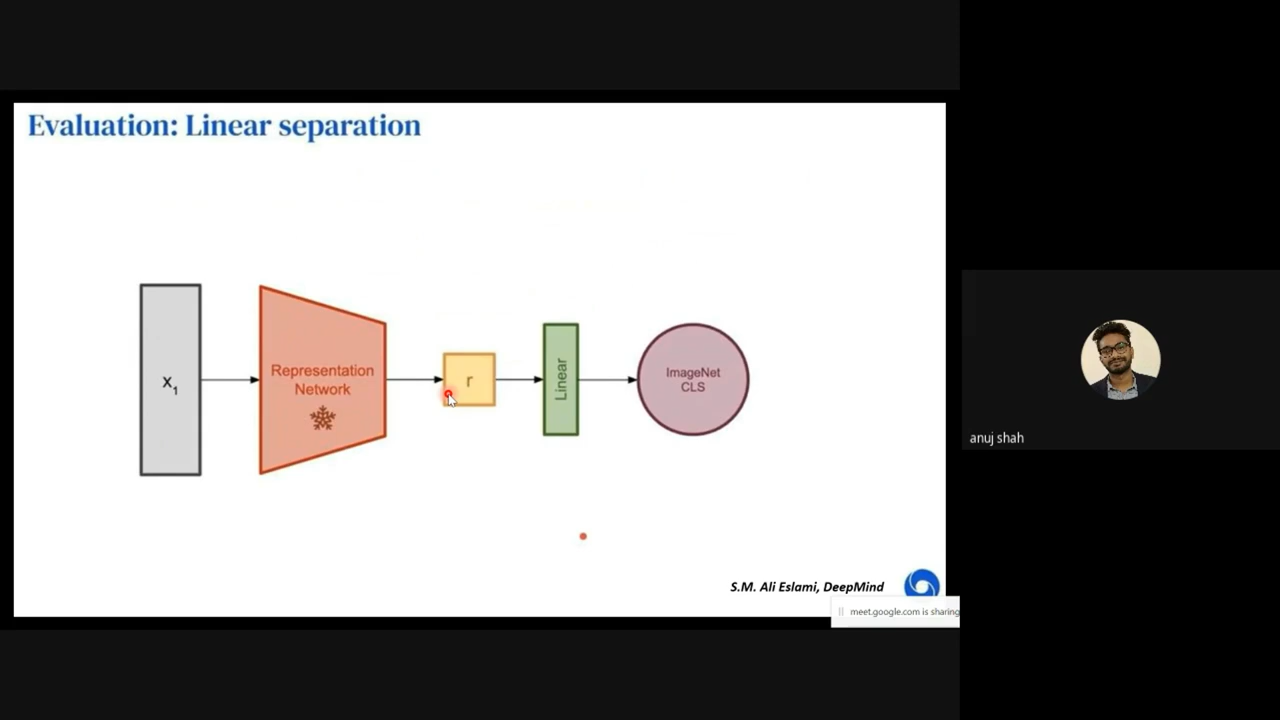 Evaluation: Linear separation
x1
Representation
Network
r
Linear
ImageNet
CLS
S.M. Ali Eslami, DeepMind
meet.google.com is sharing
anuj shah